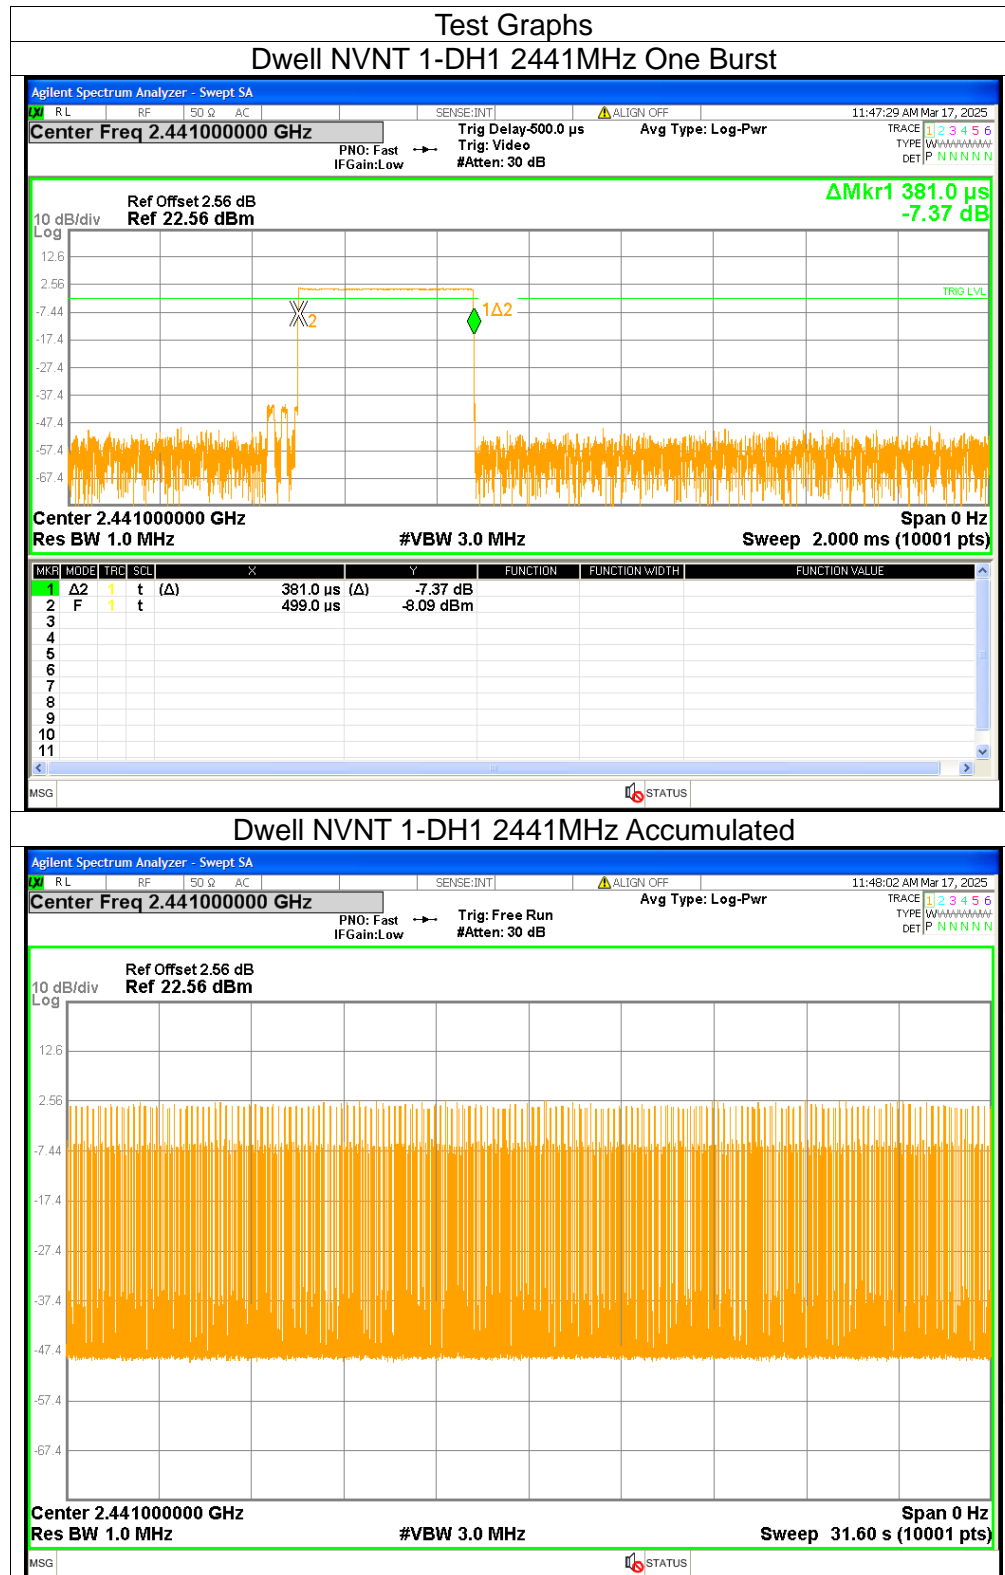 Test Graphs
Dwell NVNT 1-DH1 2441MHz One Burst
Agilent Spectrum Analyzer - Swept SA
LXI RL RF 50 Ω AC SENSE:INT ALIGN OFF 11:47:29 AM Mar 17, 2025
Center Freq 2.441000000 GHz Trig Delay-500.0 µs Avg Type: Log-Pwr TRACE 1 2 3 4 5 6
PNO: Fast Trig: Video TYPE W
IFGain:Low #Atten: 30 dB DET P N N N N N
ΔMkr1 381.0 µs
-7.37 dB
Ref Offset 2.56 dB
10 dB/div Ref 22.56 dBm
Log
12.6
2.56
TRIG LVL
-7.44
2
1Δ2
-17.4
-27.4
-37.4
-47.4
-57.4
-67.4
Center 2.441000000 GHz Span 0 Hz
Res BW 1.0 MHz #VBW 3.0 MHz Sweep 2.000 ms (10001 pts)
MKR MODE TRC SCL X Y FUNCTION FUNCTION WIDTH FUNCTION VALUE
1 Δ2 1 t (Δ) 381.0 µs (Δ) -7.37 dB
2 F 1 t 499.0 µs -8.09 dBm
3
4
5
6
7
8
9
10
11
MSG STATUS
Dwell NVNT 1-DH1 2441MHz Accumulated
Agilent Spectrum Analyzer - Swept SA
LXI RL RF 50 Ω AC SENSE:INT ALIGN OFF 11:48:02 AM Mar 17, 2025
Center Freq 2.441000000 GHz Avg Type: Log-Pwr TRACE 1 2 3 4 5 6
PNO: Fast Trig: Free Run TYPE W
IFGain:Low #Atten: 30 dB DET P N N N N N
Ref Offset 2.56 dB
10 dB/div Ref 22.56 dBm
Log
12.6
2.56
-7.44
-17.4
-27.4
-37.4
-47.4
-57.4
-67.4
Center 2.441000000 GHz Span 0 Hz
Res BW 1.0 MHz #VBW 3.0 MHz Sweep 31.60 s (10001 pts)
MSG STATUS